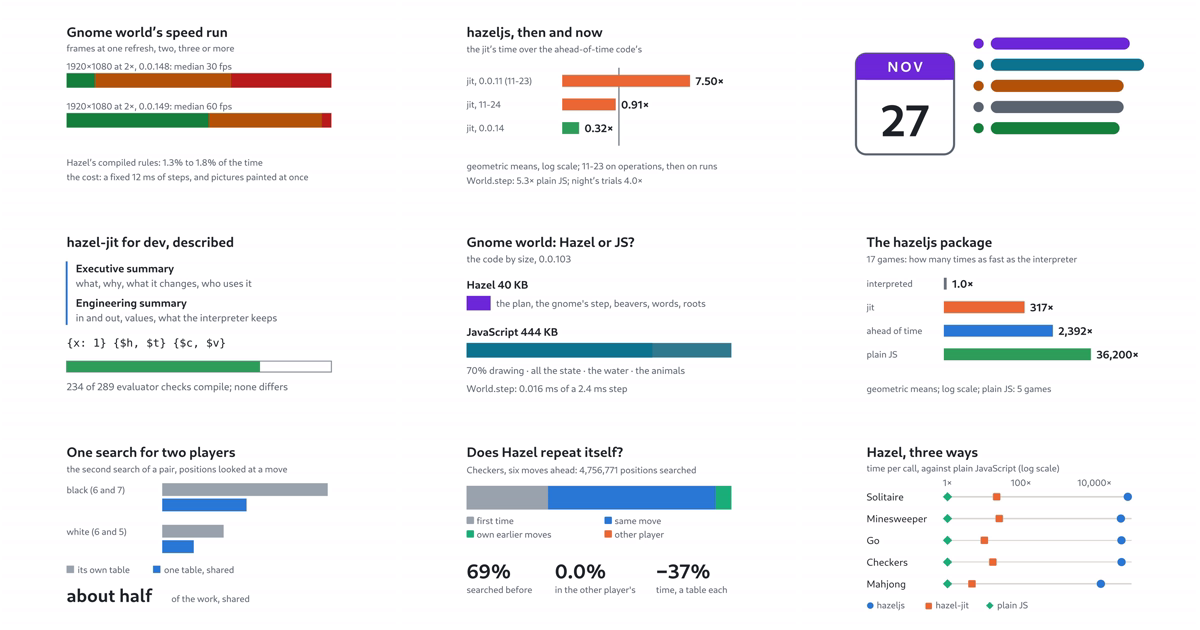 Gnome world's speed run
frames at one refresh, two, three or more
1920×1080 at 2×, 0.0.148: median 30 fps
1920×1080 at 2×, 0.0.149: median 60 fps
Hazel's compiled rules: 1.3% to 1.8% of the time
the cost: a fixed 12 ms of steps, and pictures painted at once
hazeljs, then and now
the jit's time over the ahead-of-time code's
jit, 0.0.11 (11-23) 7.50×
jit, 11-24 0.91×
jit, 0.0.14 0.32×
geometric means, log scale; 11-23 on operations, then on runs
World.step: 5.3× plain JS; night's trials 4.0×
NOV
27
hazel-jit for dev, described
Executive summary
what, why, what it changes, who uses it
Engineering summary
in and out, values, what the interpreter keeps
{x: 1} {$h, $t} {$c, $v}
234 of 289 evaluator checks compile; none differs
Gnome world: Hazel or JS?
the code by size, 0.0.103
Hazel 40 KB
the plan, the gnome's step, beavers, words, roots
JavaScript 444 KB
70% drawing · all the state · the water · the animals
World.step: 0.016 ms of a 2.4 ms step
The hazeljs package
17 games: how many times as fast as the interpreter
interpreted 1.0×
jit 317×
ahead of time 2,392×
plain JS 36,200×
geometric means; log scale; plain JS: 5 games
One search for two players
the second search of a pair, positions looked at a move
black (6 and 7)
white (6 and 5)
its own table one table, shared
about half of the work, shared
Does Hazel repeat itself?
Checkers, six moves ahead: 4,756,771 positions searched
first time same move
own earlier moves other player
69% 0.0% −37%
searched before in the other player's time, a table each
Hazel, three ways
time per call, against plain JavaScript (log scale)
1× 100× 10,000×
Solitaire
Minesweeper
Go
Checkers
Mahjong
hazeljs hazel-jit plain JS